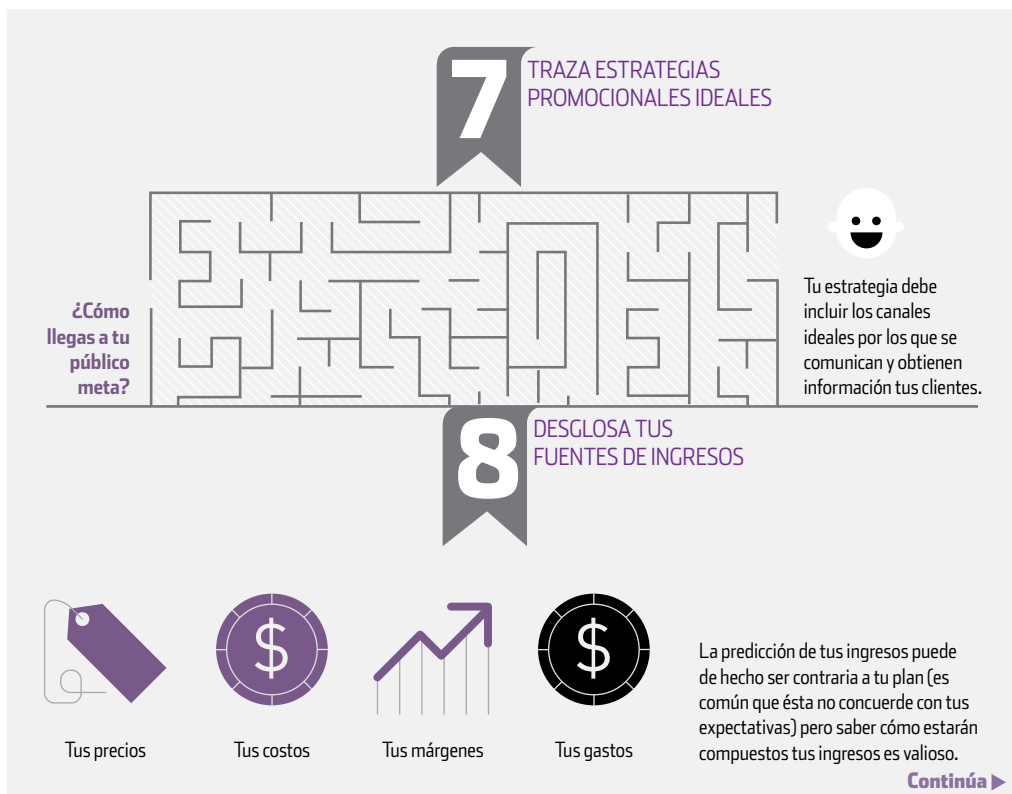 7
TRAZA ESTRATEGIAS
PROMOCIONALES IDEALES
¿Cómo
llegas a tu
público
meta?
Tu estrategia debe
incluir los canales
ideales por los que se
comunican y obtienen
información tus clientes.
8
DESGLOSA TUS
FUENTES DE INGRESOS
$
$
Tus precios
Tus costos
Tus márgenes
Tus gastos
La predicción de tus ingresos puede
de hecho ser contraria a tu plan (es
común que ésta no concuerde con tus
expectativas) pero saber cómo estarán
compuestos tus ingresos es valioso.
Continúa